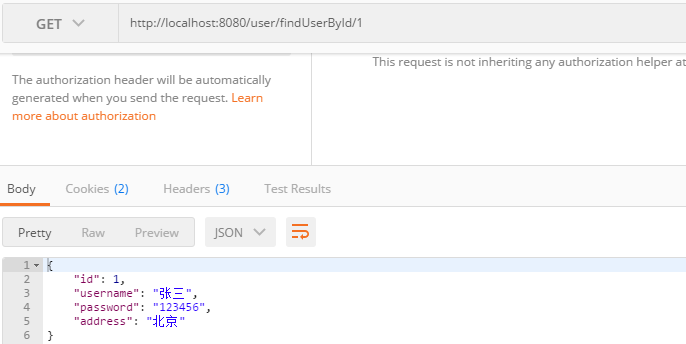 GET http://localhost:8080/user/findUserById/1
The authorization header will be automatically
generated when you send the request. Learn
more about authorization
This request is not inheriting any authorization helper at
Body Cookies (2) Headers (3) Test Results
Pretty Raw Preview JSON
1 {
2 "id": 1,
3 "username": "张三",
4 "password": "123456",
5 "address": "北京"
6 }